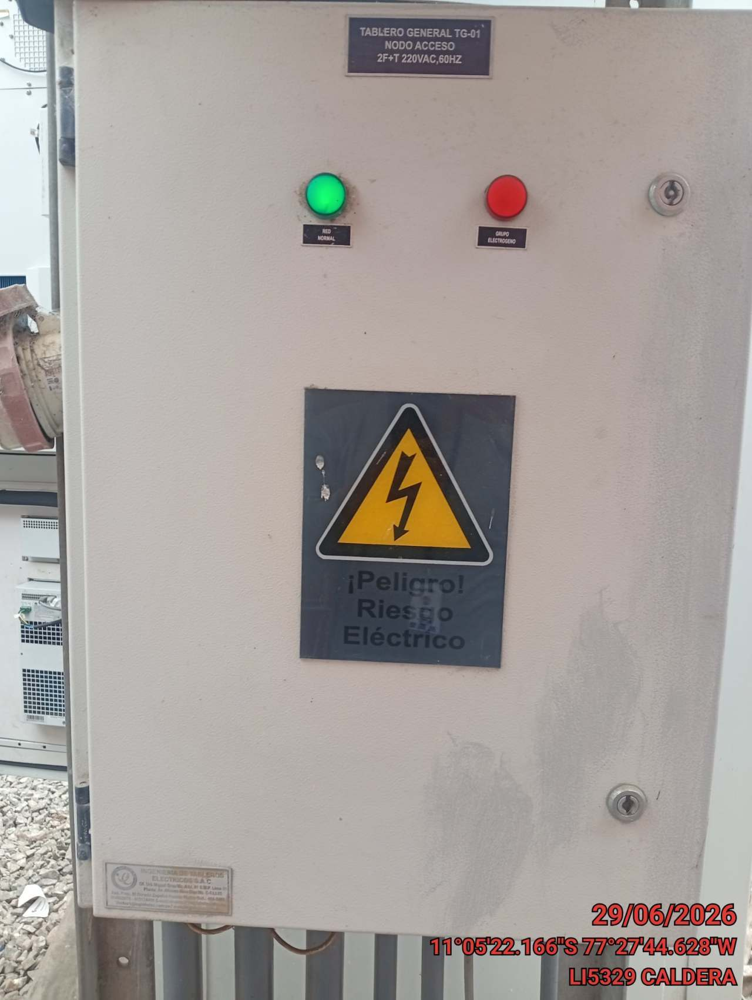 TABLERO GENERAL TG-01
NODO ACCESO
2F+T 220VAC,60HZ
RED
NORMAL
GRUPO
ELECTROGENO
¡Peligro!
Riesgo
Eléctrico
INGENIERIA DE TABLEROS
ELECTRICOS S.A.C
29/06/2026
11°05'22.166"S 77°27'44.628"W
LI5329 CALDERA